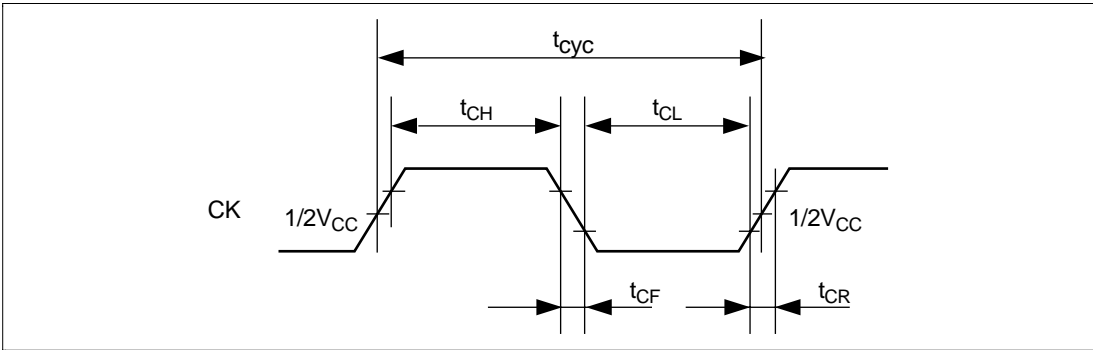 tcyc
tCH
tCL
CK
1/2VCC
1/2VCC
tCF
tCR